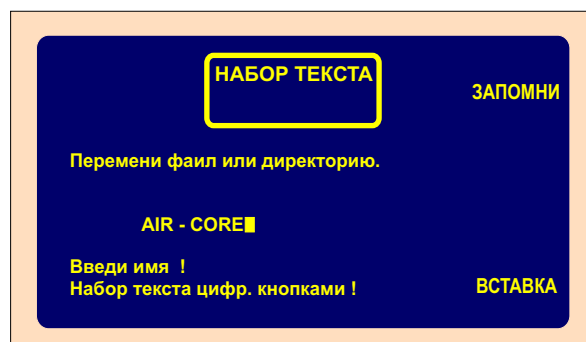 НАБОР ТЕКСТА
ЗАПОМНИ
Перемени фаил или директорию.
AIR - CORE
Введи имя !
Набор текста цифр. кнопками !
ВСТАВКА